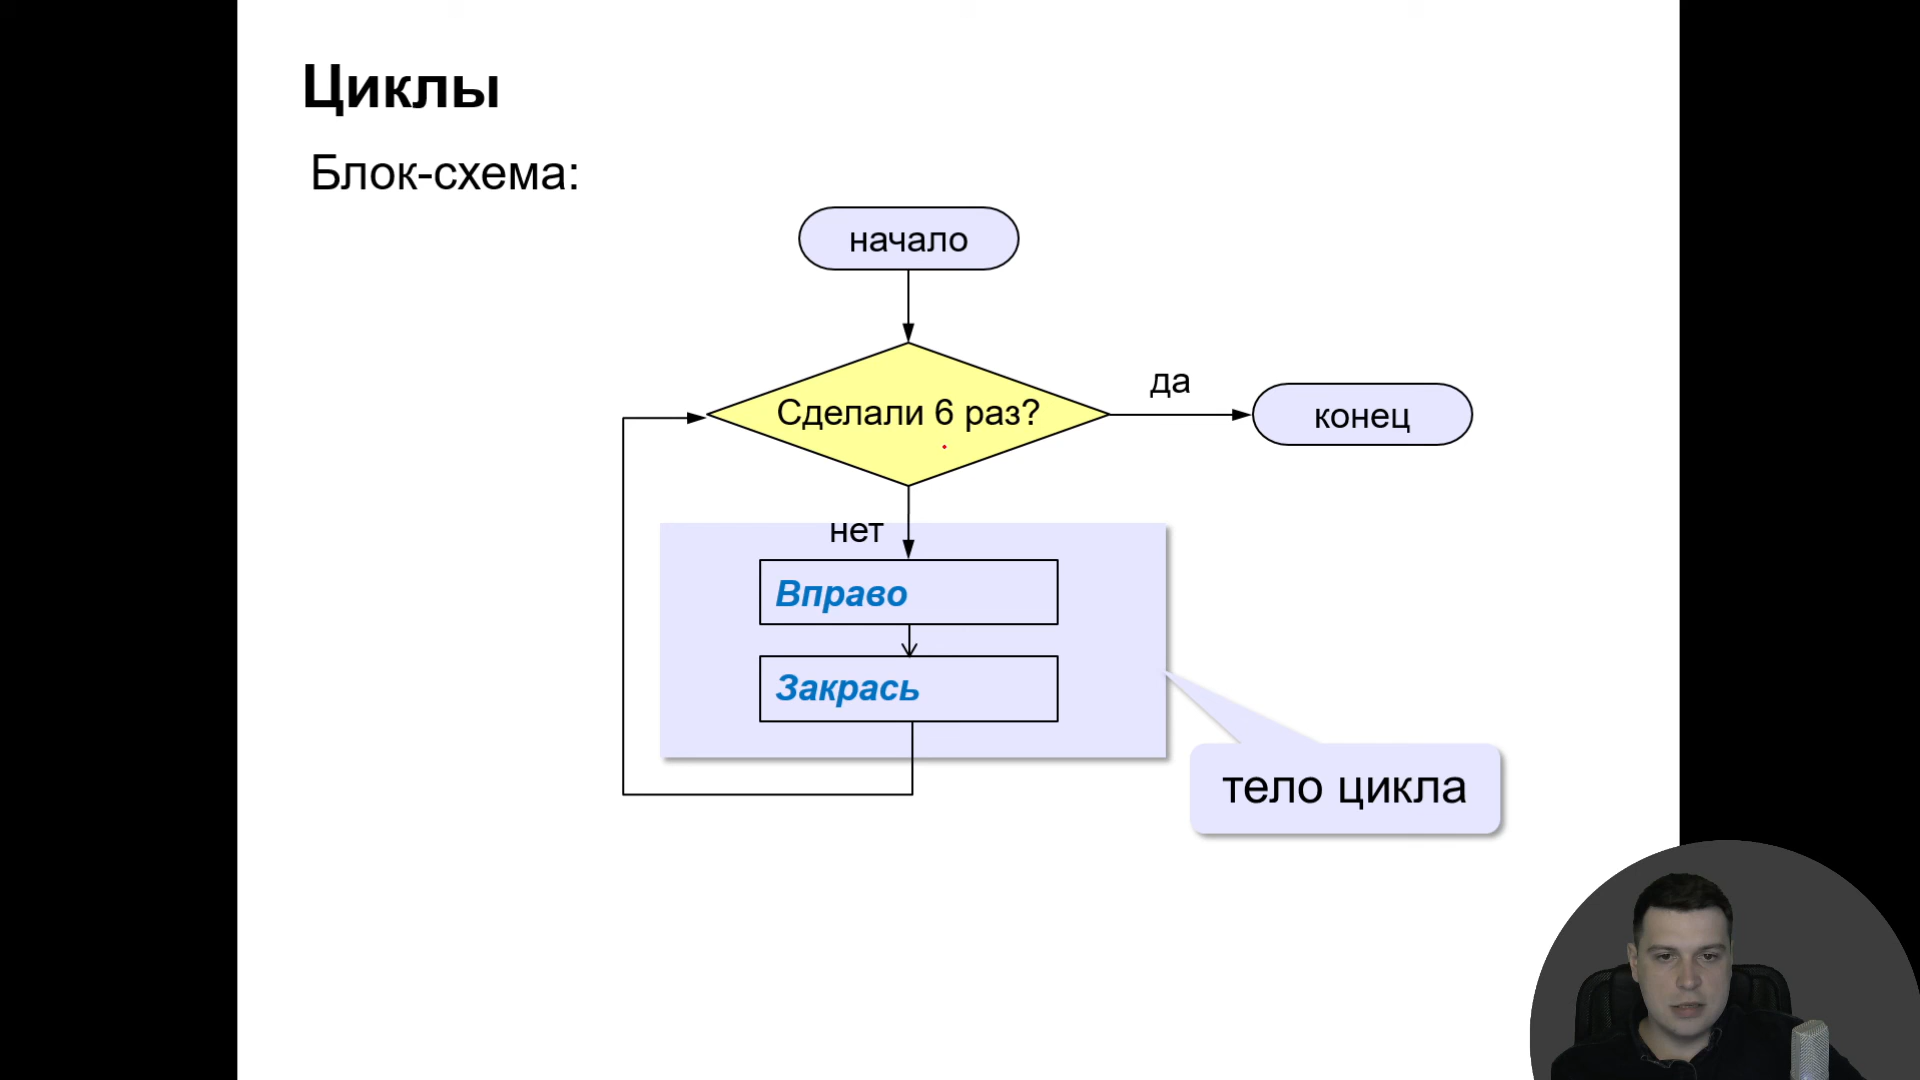 Циклы
Блок-схема:
начало
Сделали 6 раз?
да
конец
нет
Вправо
Закрась
тело цикла